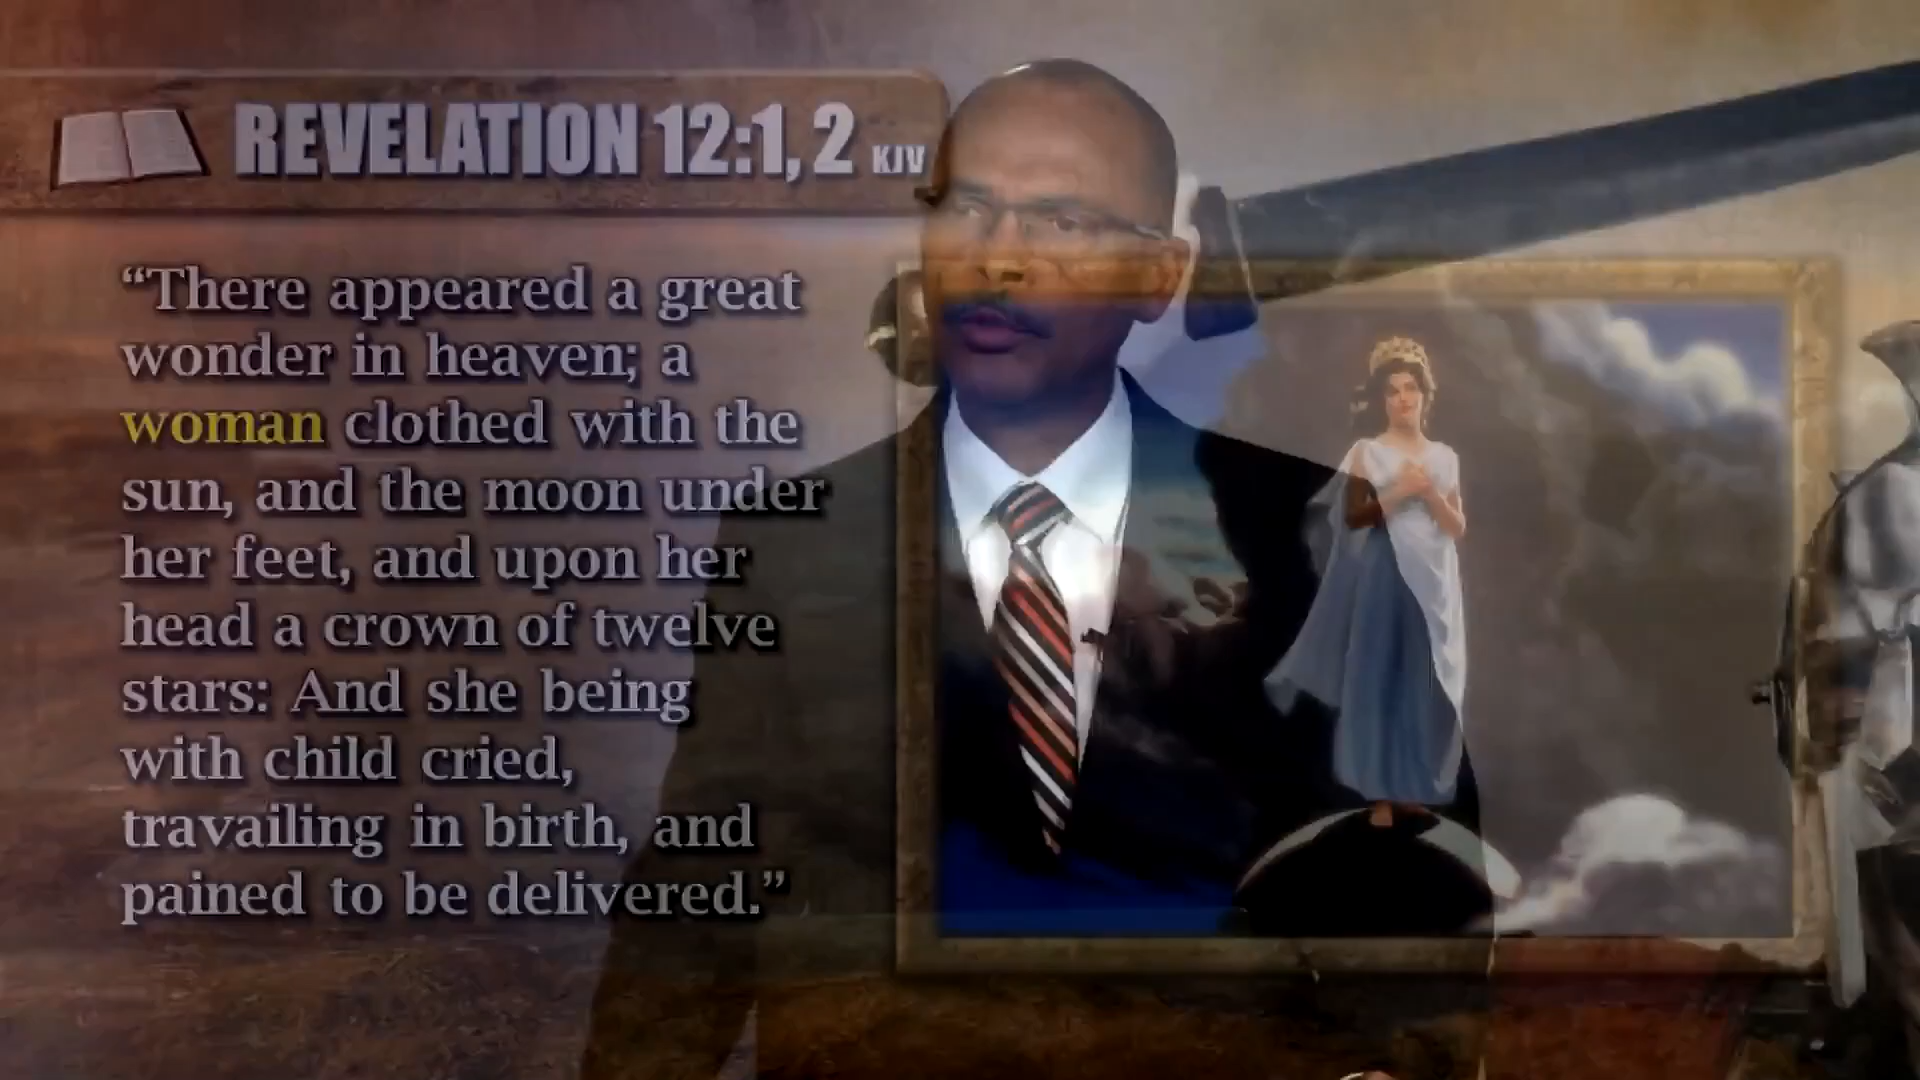 REVELATION 12:1, 2 KJV
“There appeared a great
wonder in heaven; a
woman clothed with the
sun, and the moon under
her feet, and upon her
head a crown of twelve
stars: And she being
with child cried,
travailing in birth, and
pained to be delivered.”